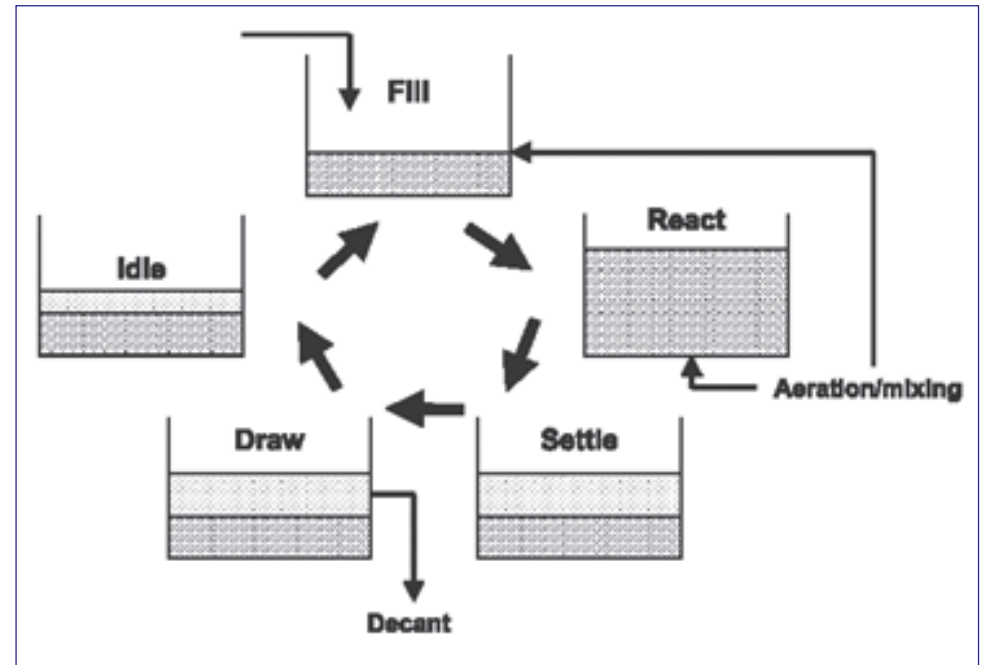 Fill
React
Idle
Aeration/mixing
Draw
Settle
Decant